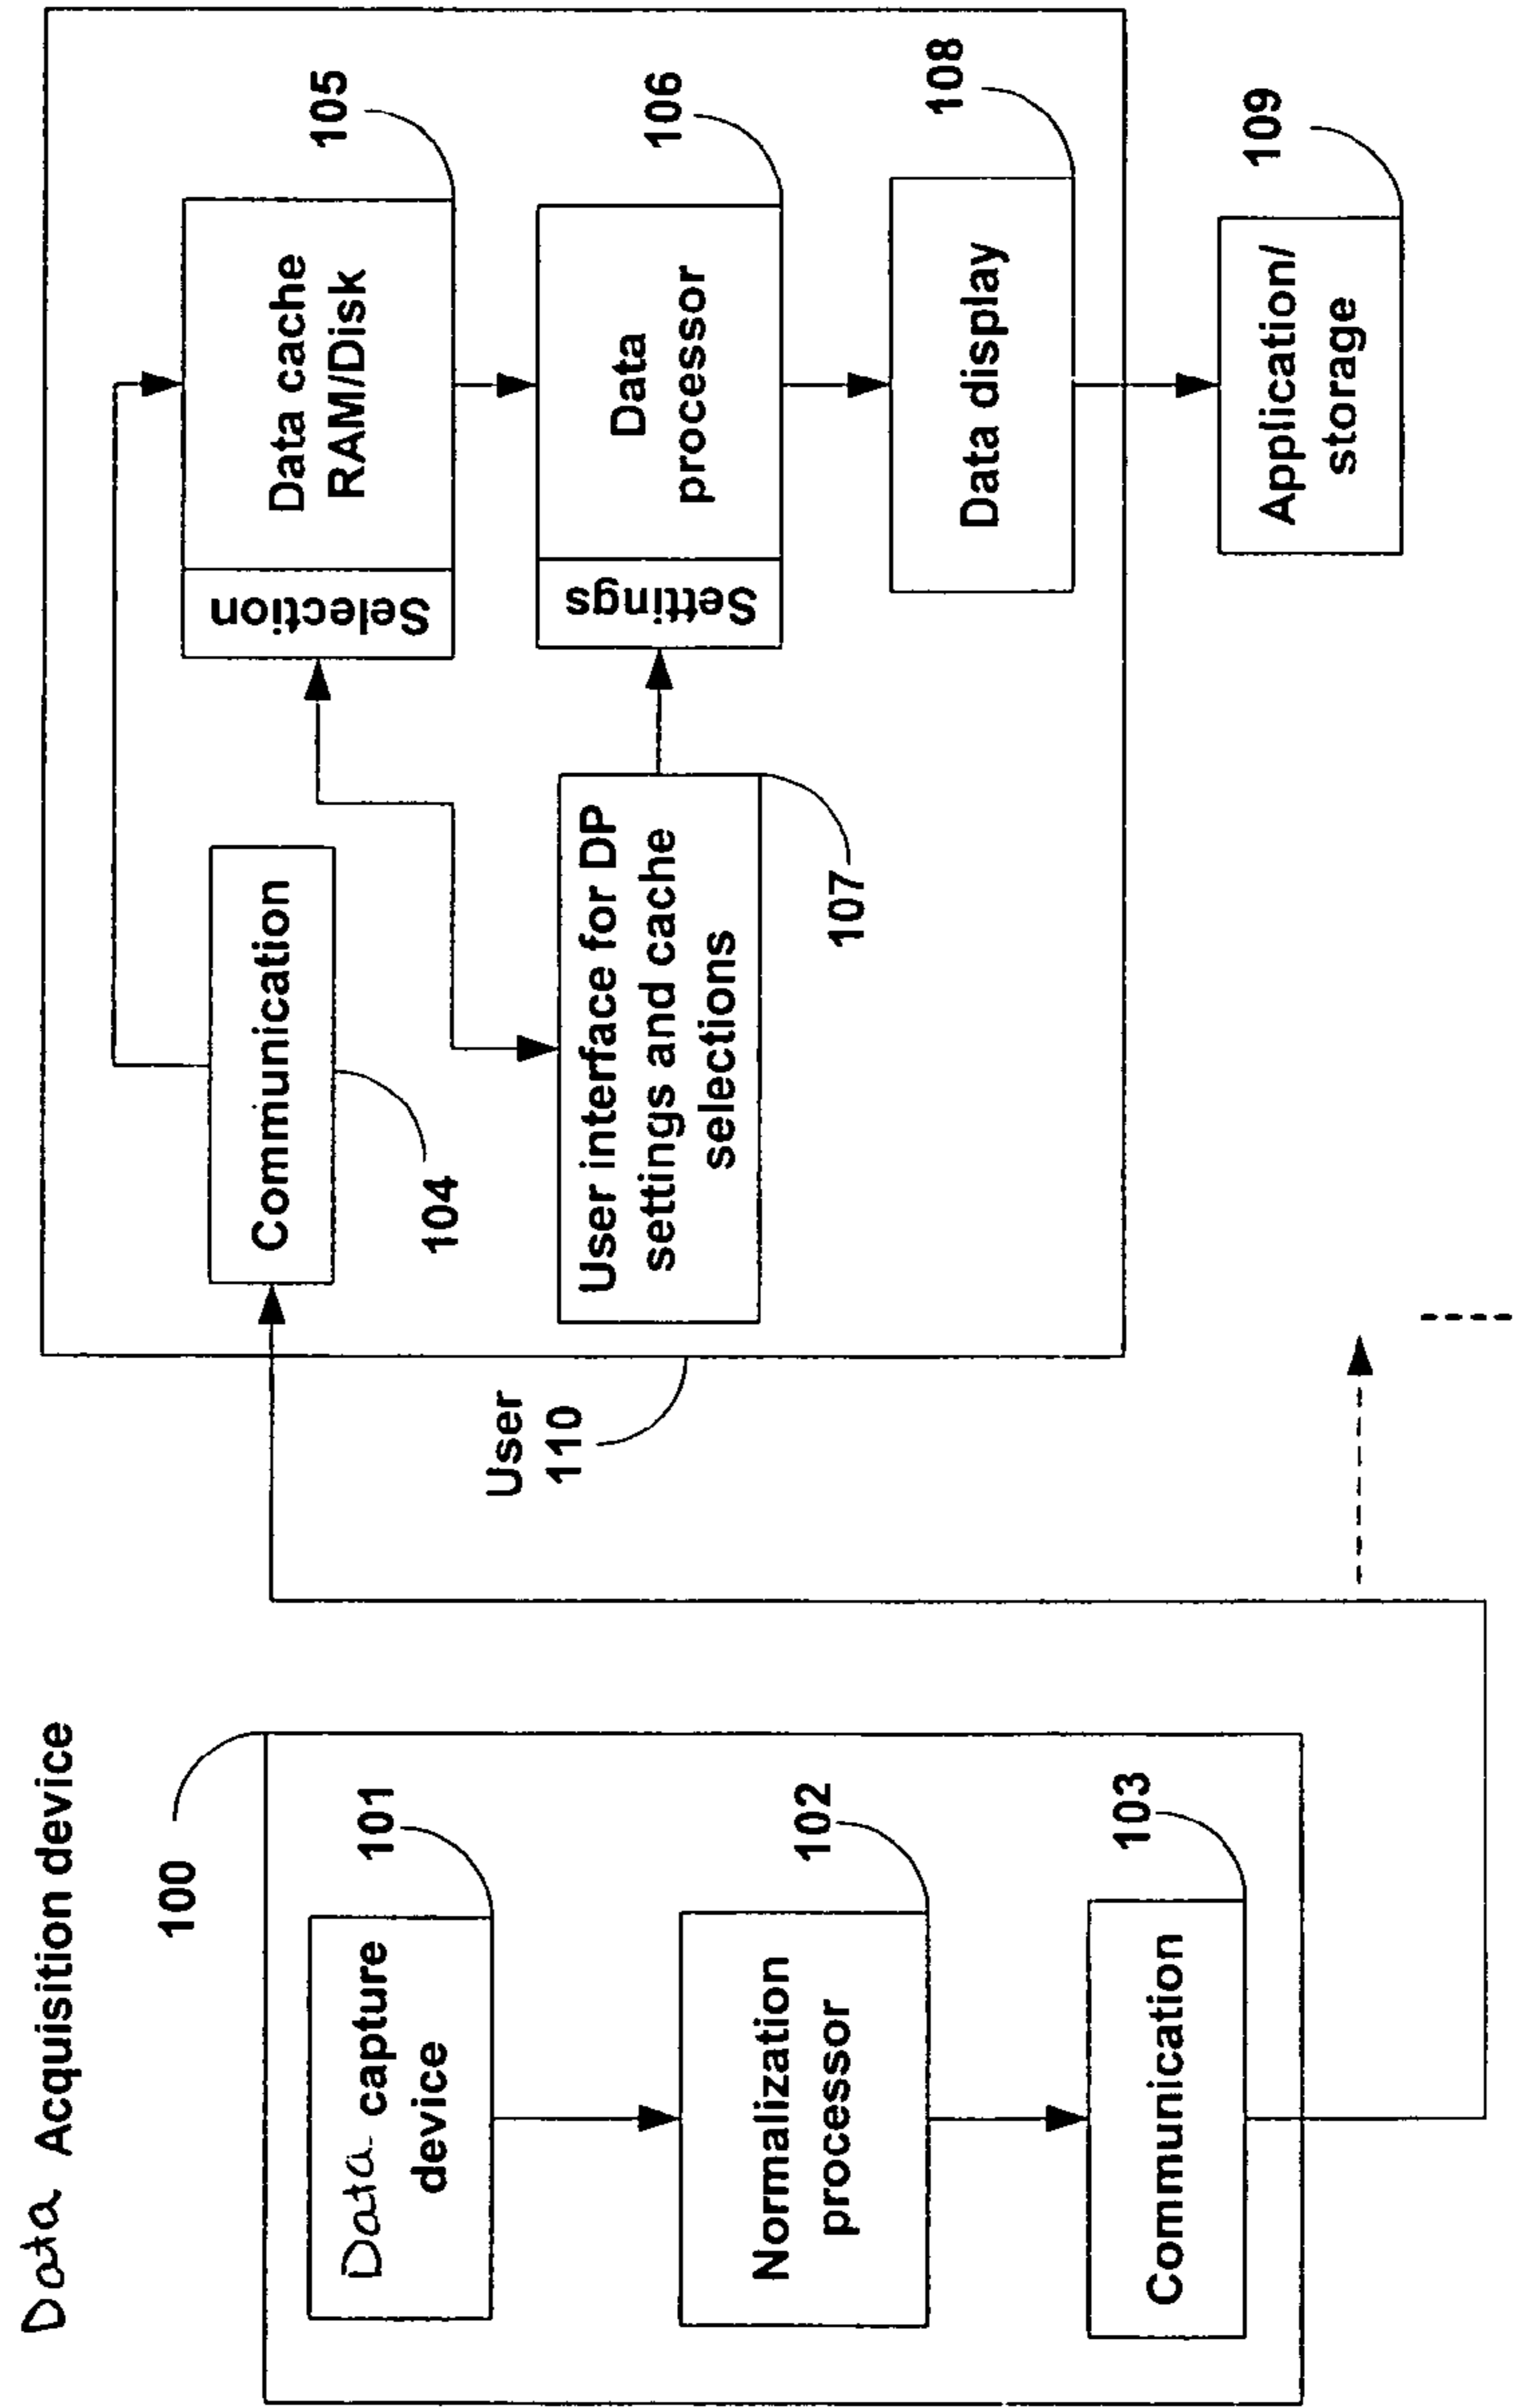 Data Acquisition device
100
Data capture
device
101
Normalization
processor
102
Communication
103
User
110
Communication
104
Selection
Data cache
RAM/Disk
105
User interface for DP
settings and cache
selections
107
Settings
Data
processor
106
Data display
108
Application/
storage
109